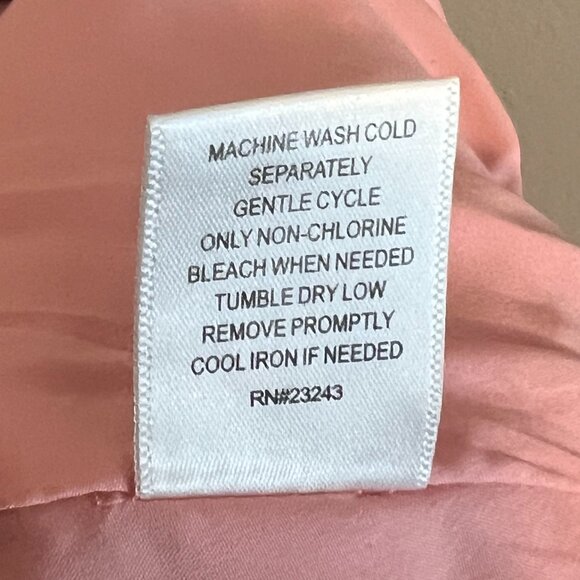 MACHINE WASH COLD
SEPARATELY
GENTLE CYCLE
ONLY NON-CHLORINE
BLEACH WHEN NEEDED
TUMBLE DRY LOW
REMOVE PROMPTLY
COOL IRON IF NEEDED
RN#23243